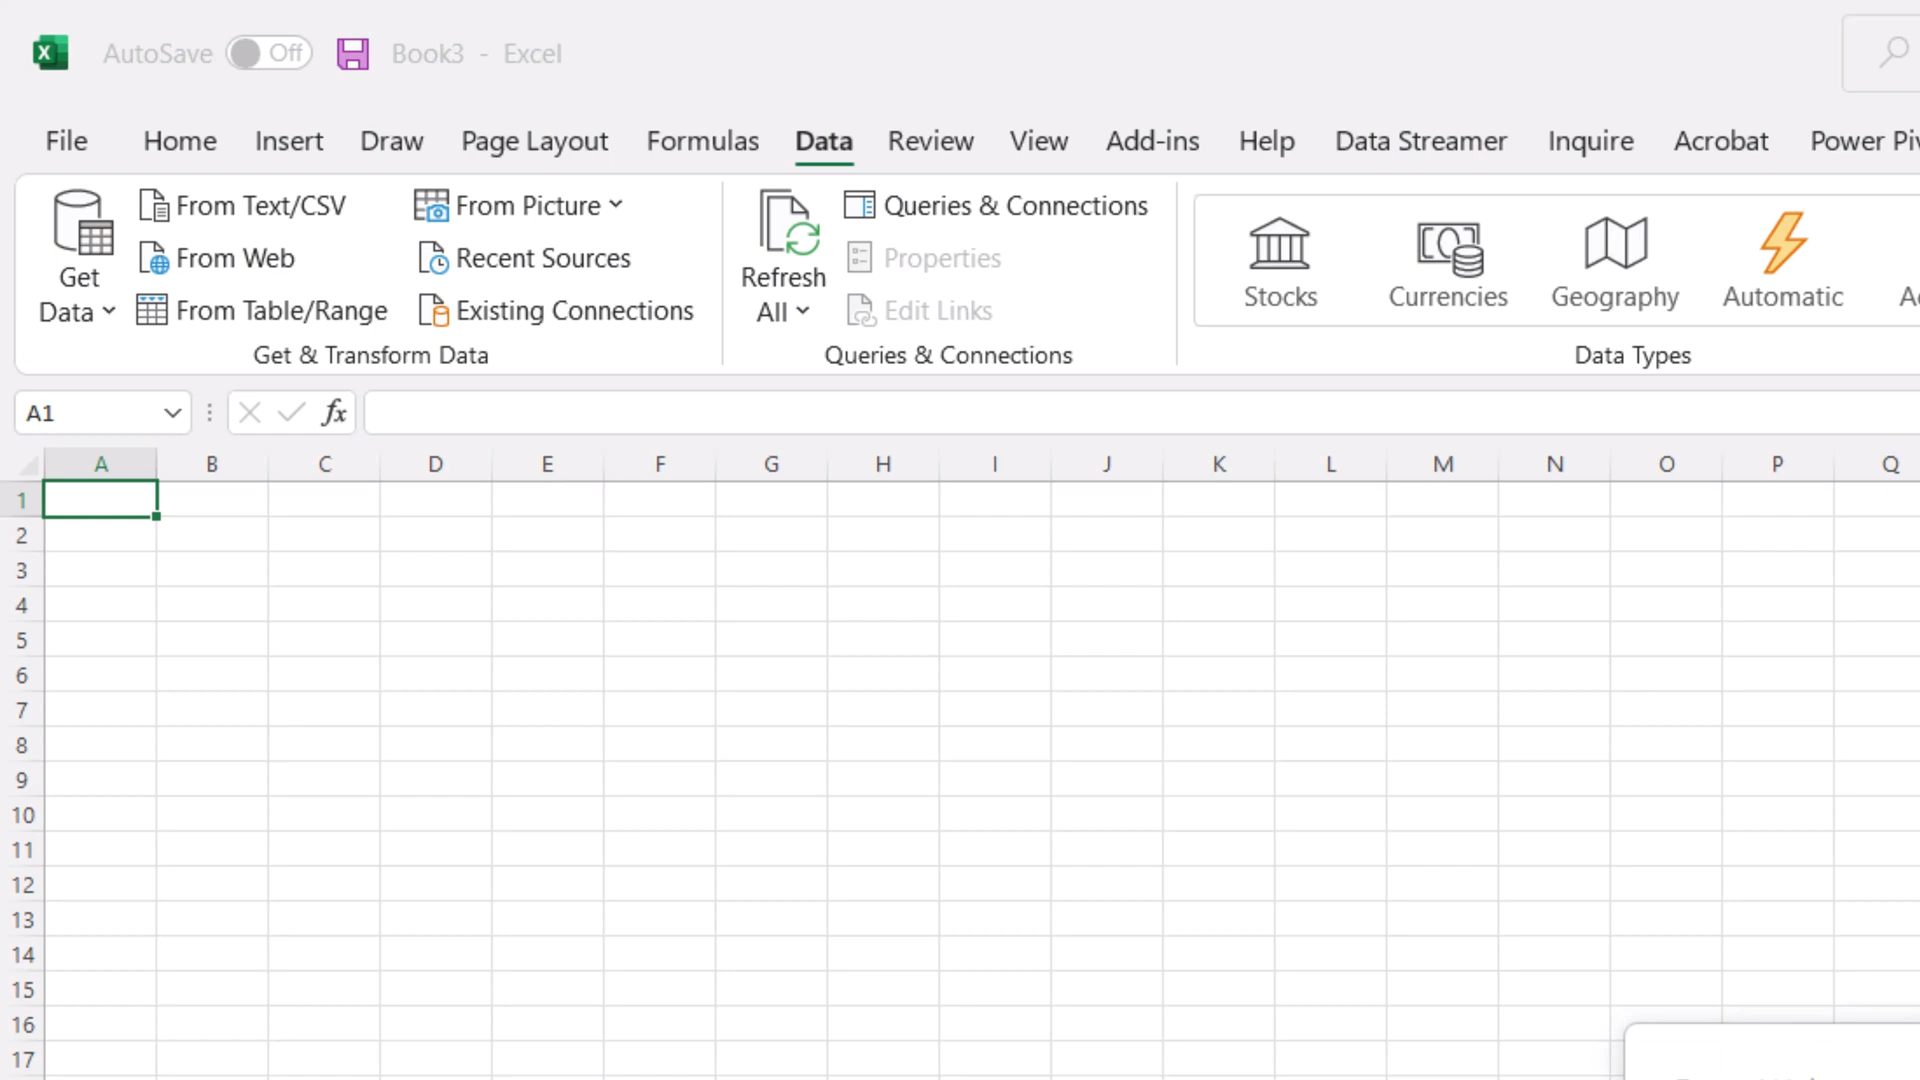 AutoSave Off Book3 - Excel
File Home Insert Draw Page Layout Formulas Data Review View Add-ins Help Data Streamer Inquire Acrobat Power Piv
Get Data
From Text/CSV
From Web
From Table/Range
From Picture
Recent Sources
Existing Connections
Get & Transform Data
Refresh All
Queries & Connections
Properties
Edit Links
Queries & Connections
Stocks Currencies Geography Automatic
Data Types
A1 fx
A B C D E F G H I J K L M N O P Q
1
2
3
4
5
6
7
8
9
10
11
12
13
14
15
16
17